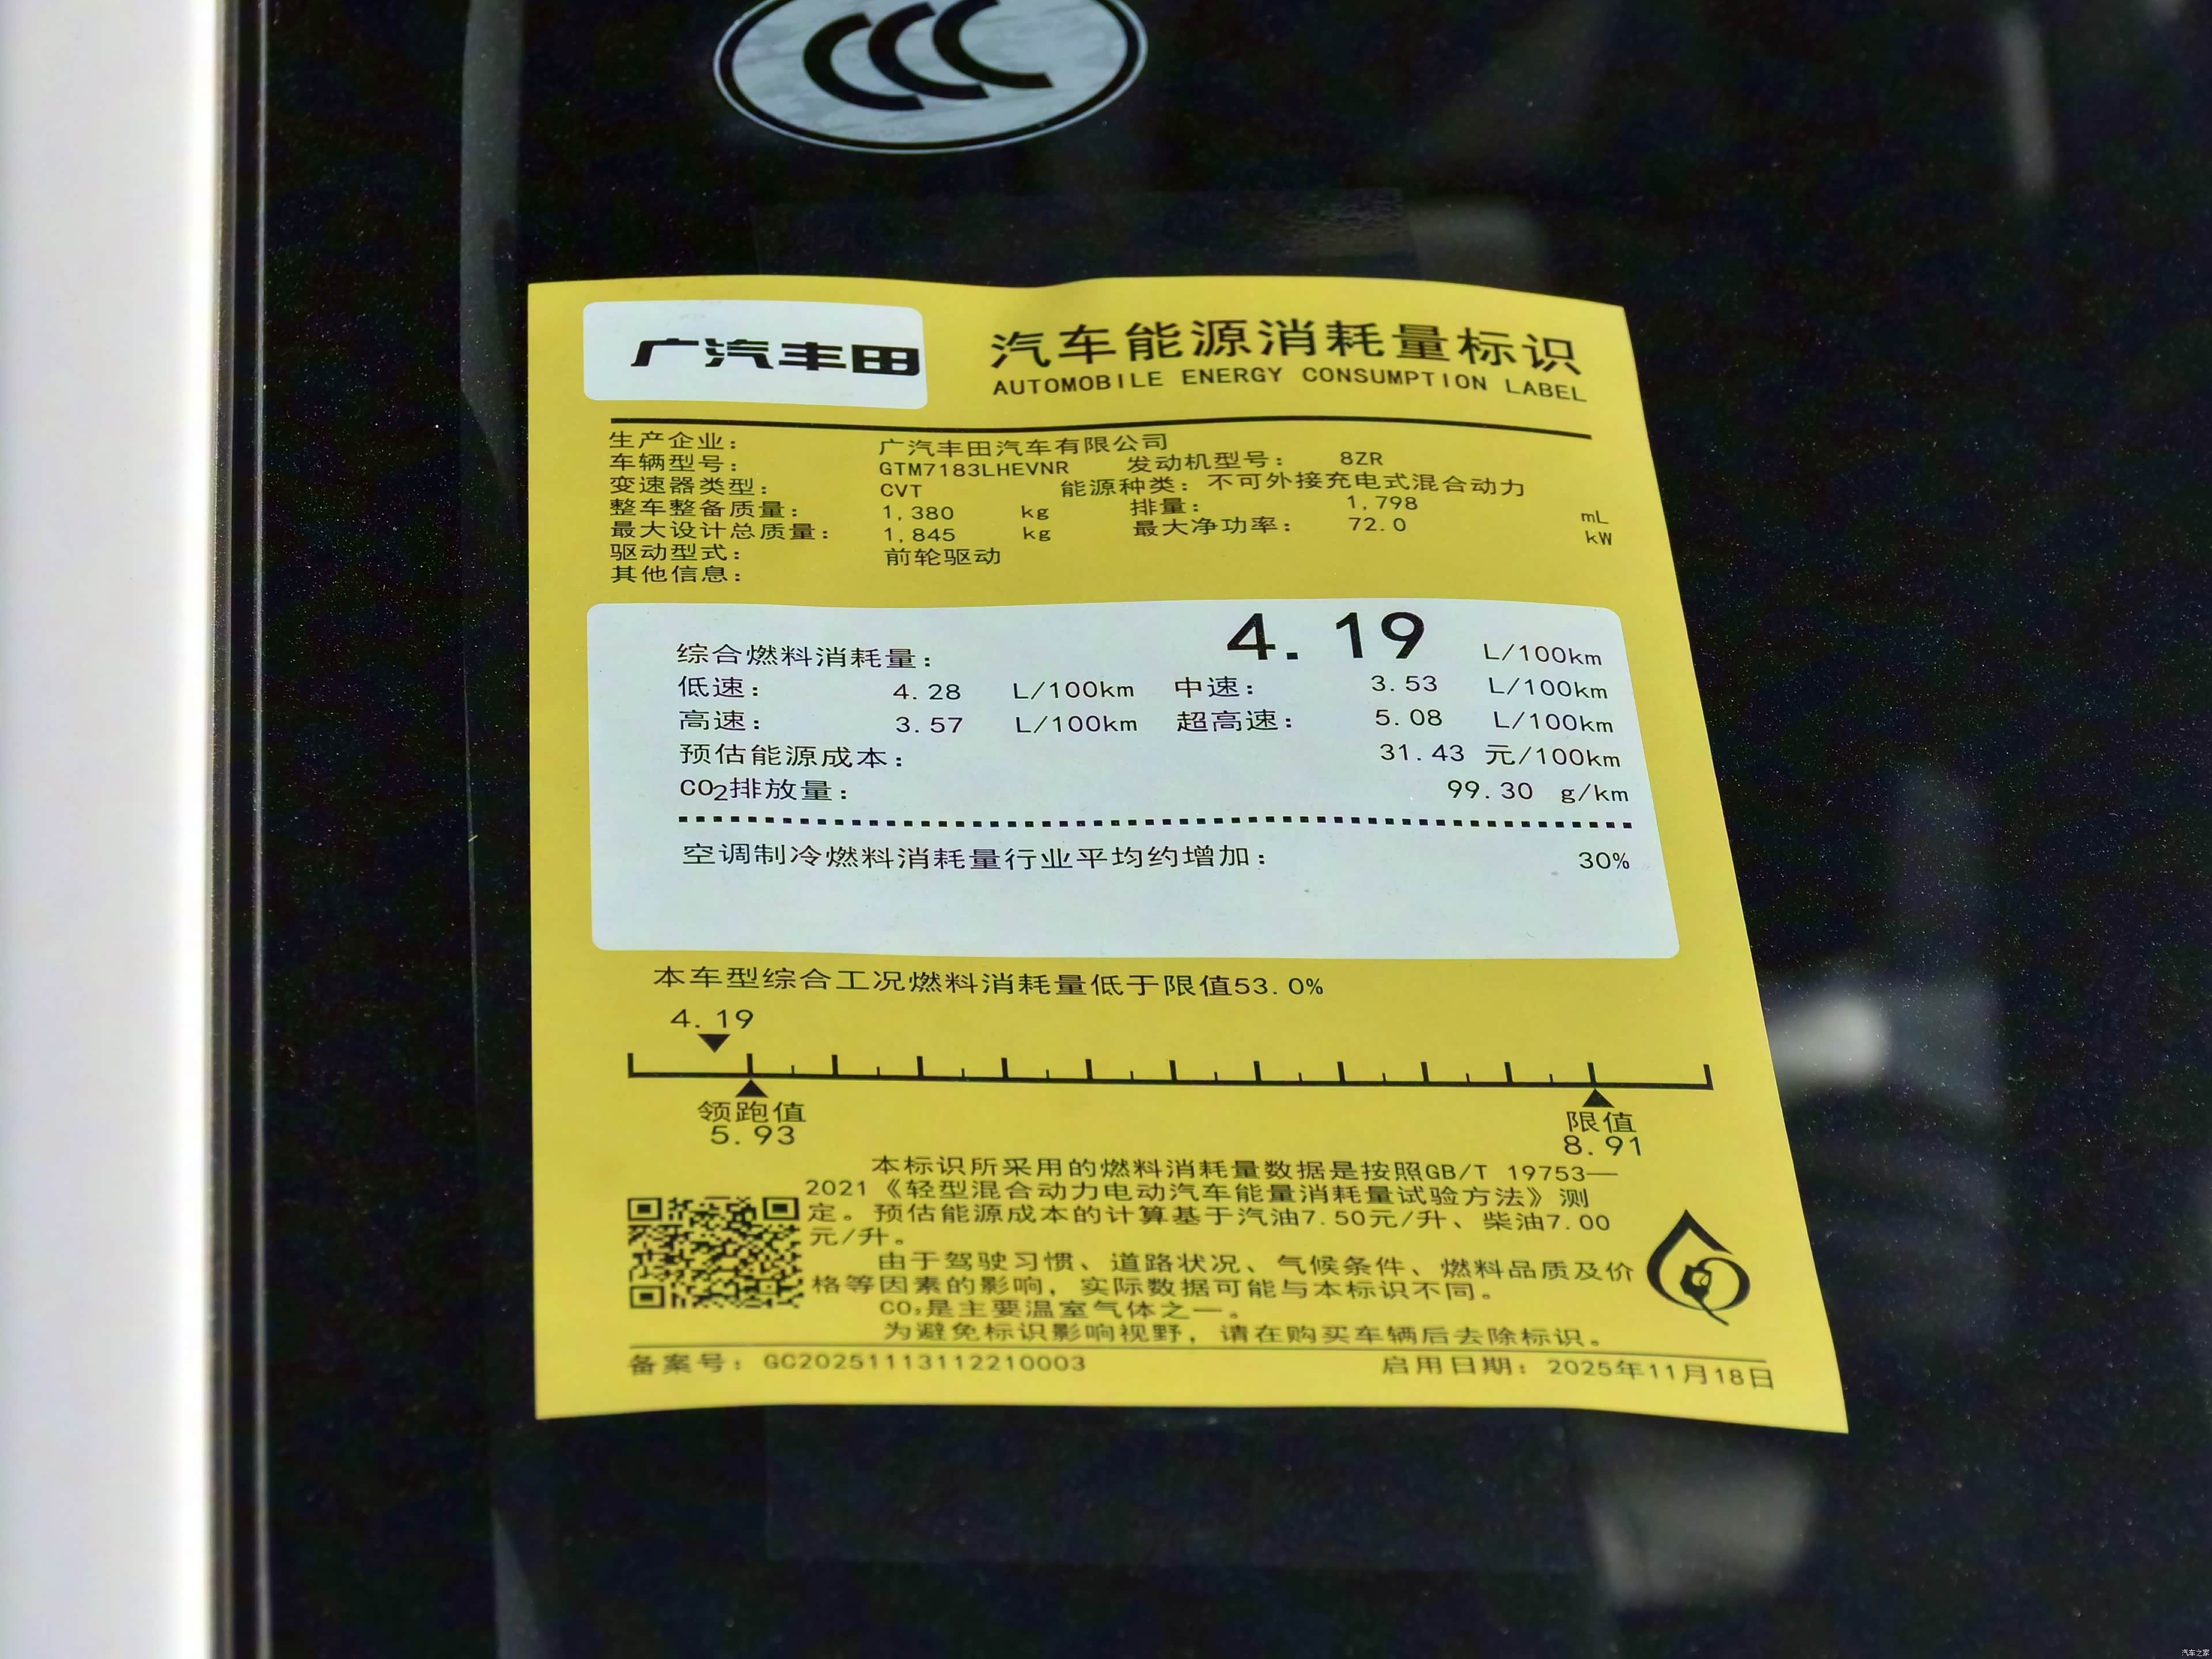 CCC
广汽丰田
汽车能源消耗量标识
AUTOMOBILE ENERGY CONSUMPTION LABEL
生产企业： 广汽丰田汽车有限公司
车辆型号： GTM7183LHEVNR 发动机型号： 8ZR
变速器类型： CVT 能源种类：不可外接充电式混合动力
整车整备质量： 1,380 kg 排量： 1,798 mL
最大设计总质量： 1,845 kg 最大净功率： 72.0 kW
驱动型式： 前轮驱动
其他信息：
综合燃料消耗量： 4.19 L/100km
低速： 4.28 L/100km 中速： 3.53 L/100km
高速： 3.57 L/100km 超高速： 5.08 L/100km
预估能源成本： 31.43 元/100km
CO2排放量： 99.30 g/km
空调制冷燃料消耗量行业平均约增加： 30%
本车型综合工况燃料消耗量低于限值53.0%
4.19
领跑值 限值
5.93 8.91
本标识所采用的燃料消耗量数据是按照GB/T 19753—
2021《轻型混合动力电动汽车能量消耗量试验方法》测
定。预估能源成本的计算基于汽油7.50元/升、柴油7.00
元/升。
由于驾驶习惯、道路状况、气候条件、燃料品质及价
格等因素的影响，实际数据可能与本标识不同。
CO2是主要温室气体之一。
为避免标识影响视野，请在购买车辆后去除标识。
备案号：GC20251113112210003 启用日期：2025年11月18日
汽车之家